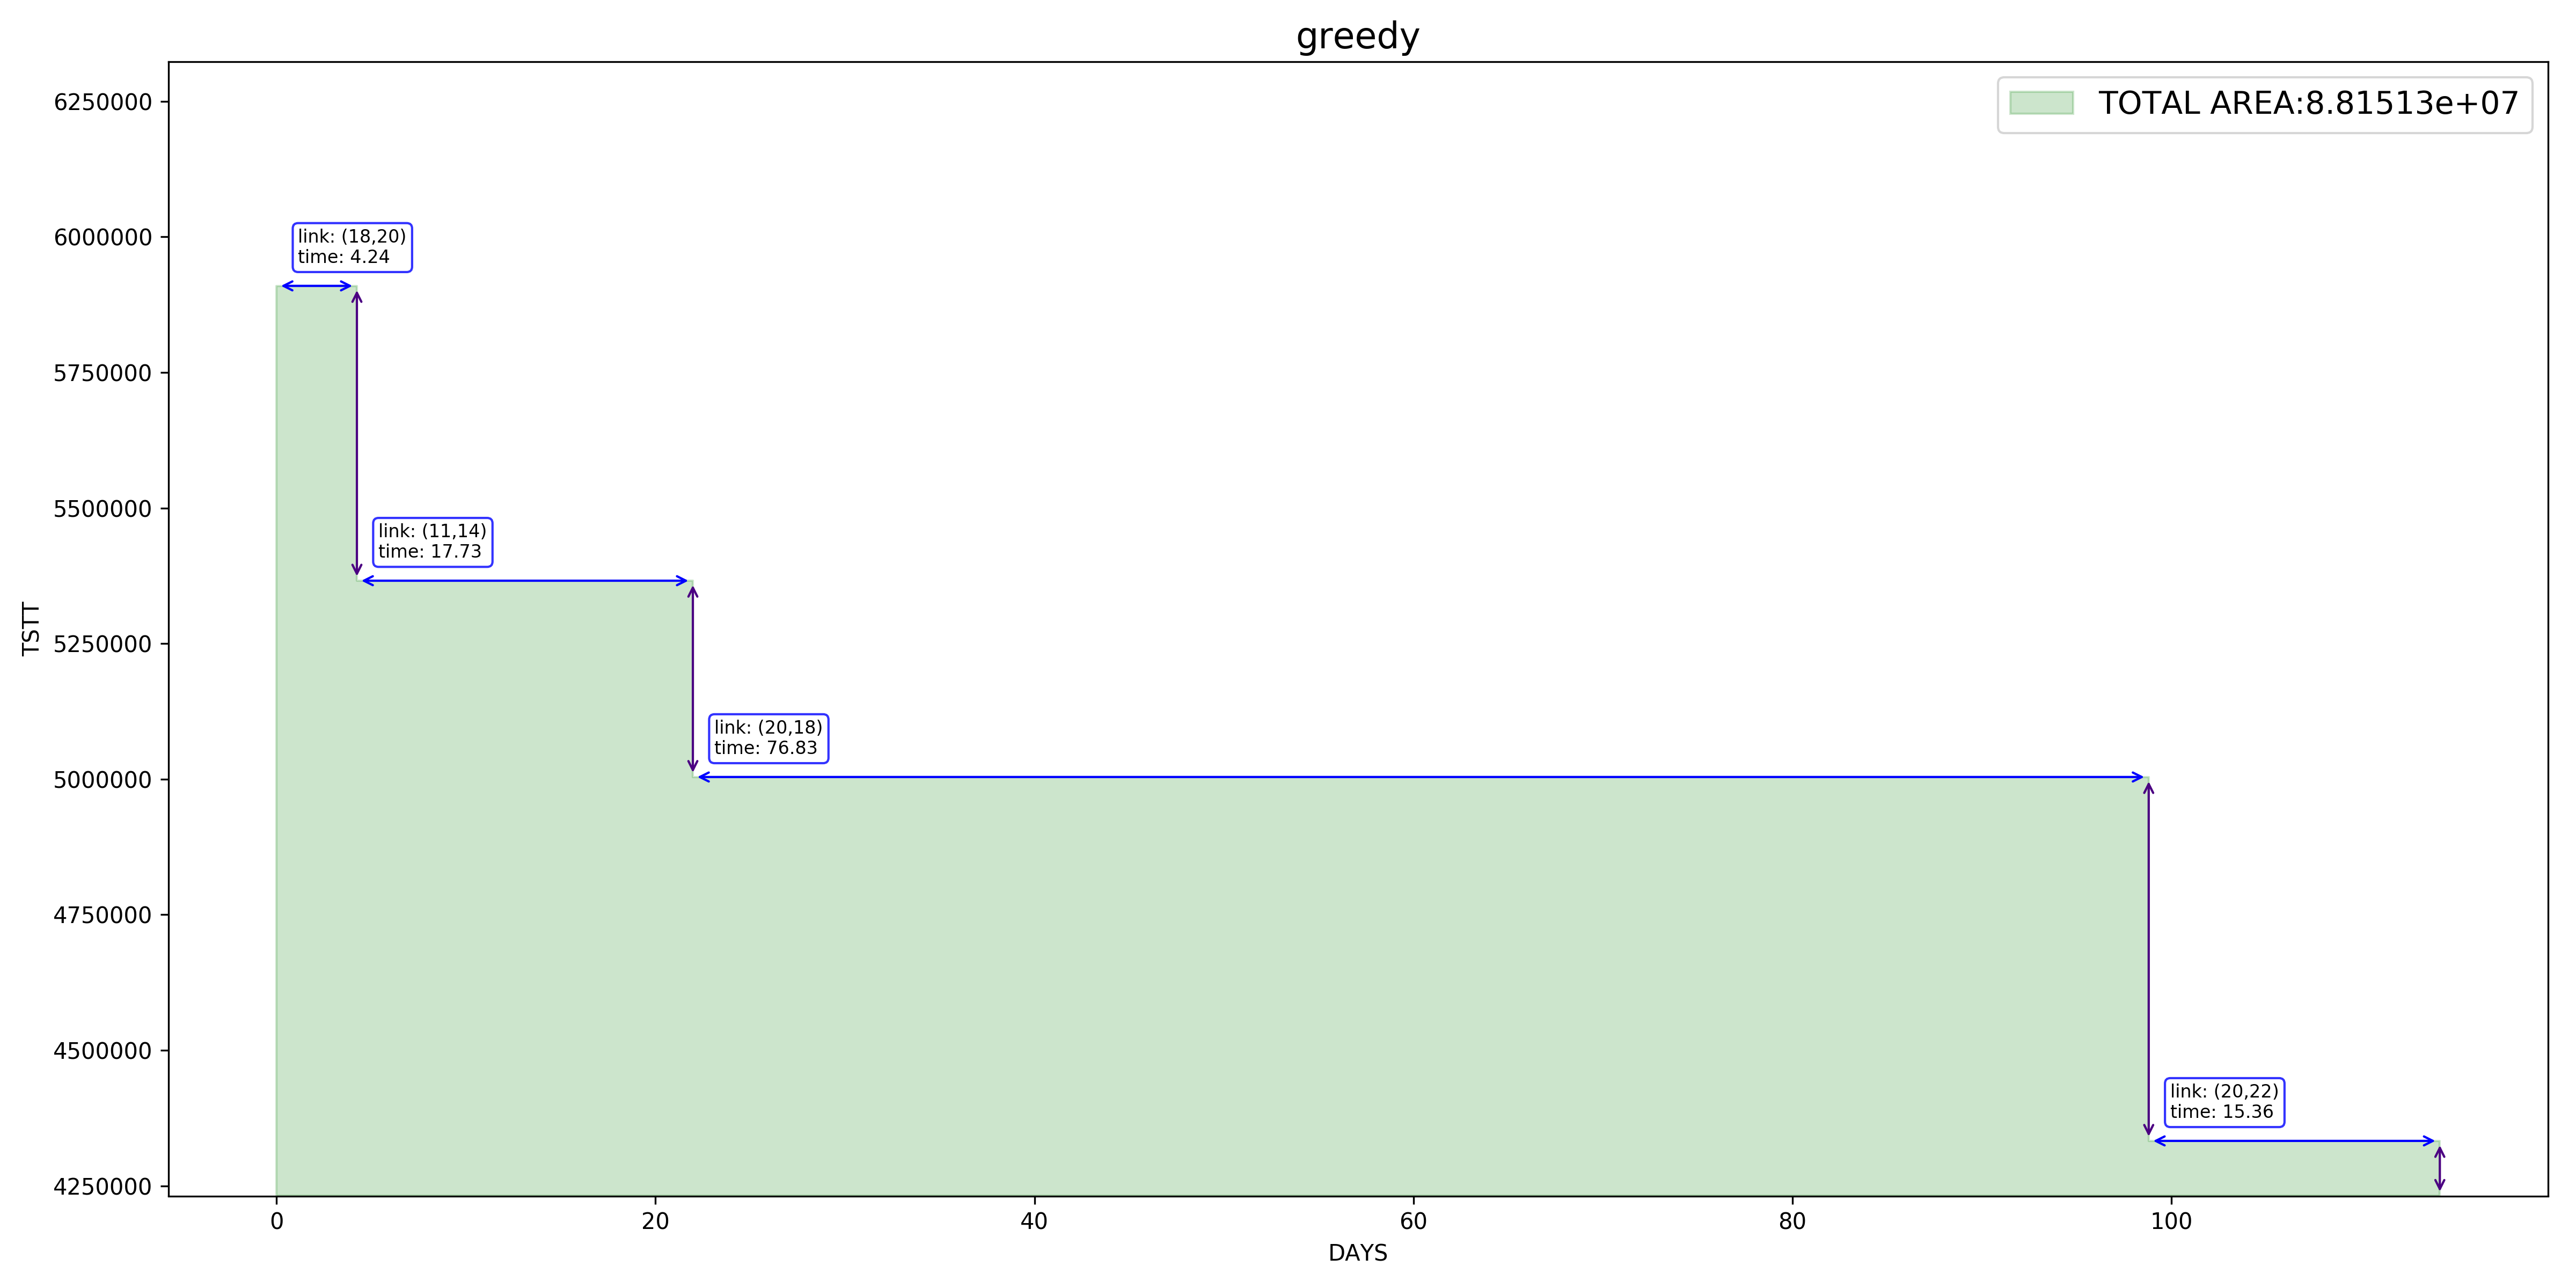 greedy
TOTAL AREA:8.81513e+07
6250000
6000000
5750000
5500000
5250000
5000000
4750000
4500000
4250000
TSTT
link: (18,20)
time: 4.24
link: (11,14)
time: 17.73
link: (20,18)
time: 76.83
link: (20,22)
time: 15.36
0
20
40
60
80
100
DAYS